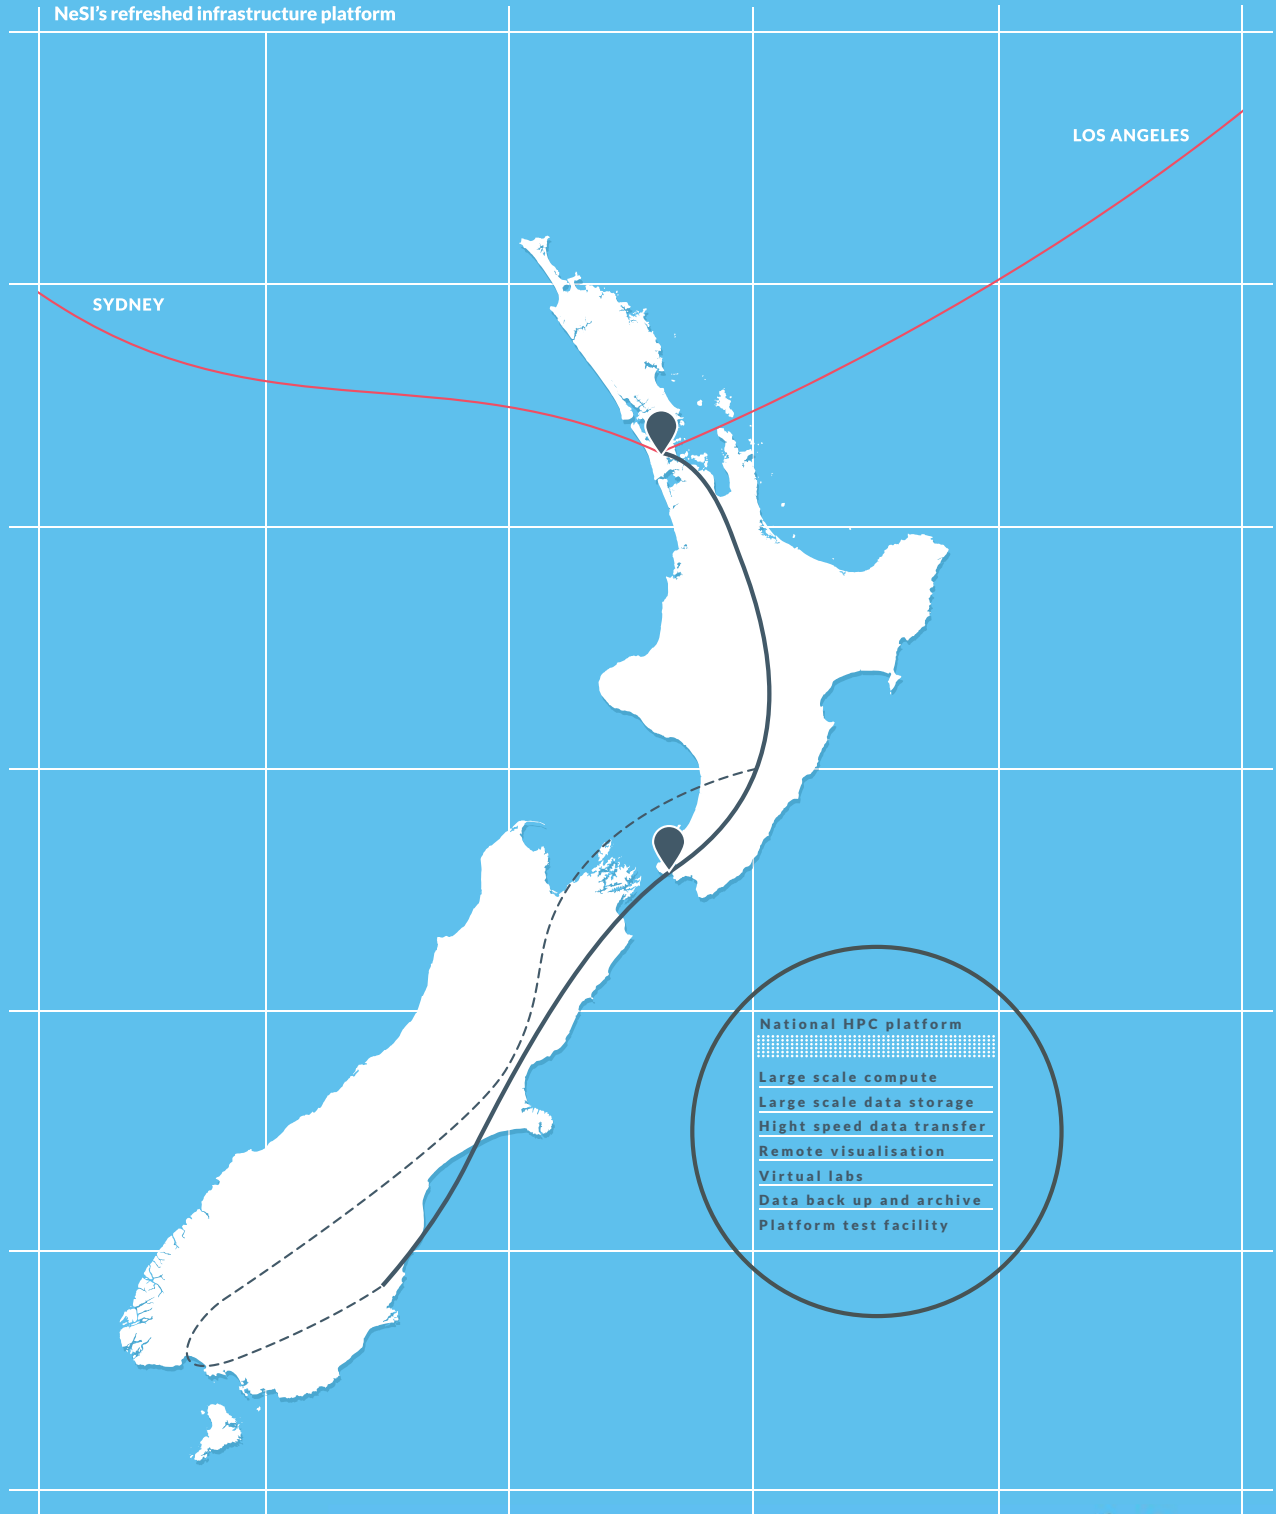 NeSI's refreshed infrastructure platform
LOS ANGELES
SYDNEY
National HPC platform
Large scale compute
Large scale data storage
Hight speed data transfer
Remote visualisation
Virtual labs
Data back up and archive
Platform test facility